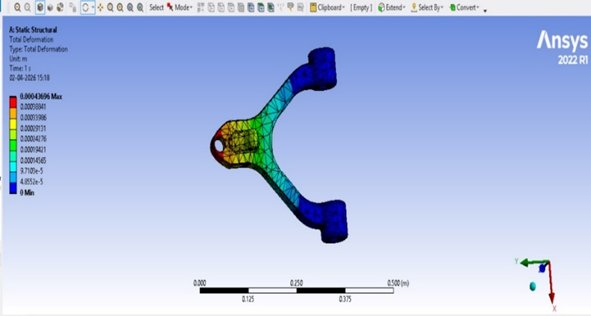 Select Mode Clipboard [ Empty ] Extend Select By Convert
A: Static Structural
Total Deformation
Type: Total Deformation
Unit: m
Time: 1 s
02-04-2026 15:18
0.00043696 Max
0.00038841
0.00033986
0.00029131
0.00024276
0.00019421
0.00014565
9.7103e-5
4.8552e-5
0 Min
Ansys
2022 R1
0.000 0.250 0.500 (m)
0.125 0.375
Y
X